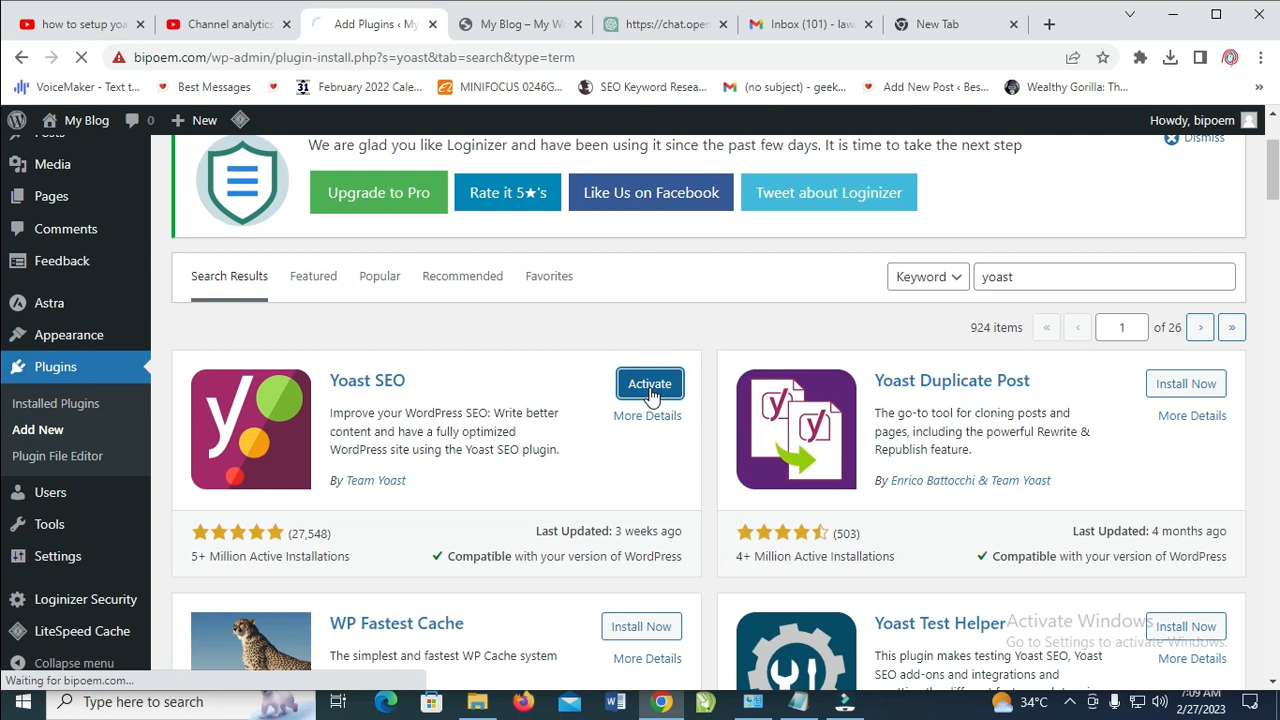 how to setup yo
Channel analytics
Add Plugins ‹ My
My Blog – My Wo
https://chat.open
Inbox (101) - law
New Tab
bipoem.com/wp-admin/plugin-install.php?s=yoast&tab=search&type=term
VoiceMaker - Text t...
Best Messages
31
February 2022 Cale...
MINIFOCUS 0246G...
SEO Keyword Resea...
(no subject) - geek...
Add New Post ‹ Bes...
Wealthy Gorilla: Th...
My Blog
0
New
Howdy, bipoem
Posts
Media
Pages
Comments
Feedback
Astra
Appearance
Plugins
Installed Plugins
Add New
Plugin File Editor
Users
Tools
Settings
Loginizer Security
LiteSpeed Cache
Collapse menu
We are glad you like Loginizer and have been using it since the past few days. It is time to take the next step
Dismiss
Upgrade to Pro
Rate it 5★'s
Like Us on Facebook
Tweet about Loginizer
Search Results
Featured
Popular
Recommended
Favorites
Keyword
yoast
924 items
«
‹
1
of 26
›
»
Yoast SEO
Activate
More Details
Improve your WordPress SEO: Write better
content and have a fully optimized
WordPress site using the Yoast SEO plugin.
By Team Yoast
(27,548)
Last Updated: 3 weeks ago
5+ Million Active Installations
Compatible with your version of WordPress
Yoast Duplicate Post
Install Now
More Details
The go-to tool for cloning posts and
pages, including the powerful Rewrite &
Republish feature.
By Enrico Battocchi & Team Yoast
(503)
Last Updated: 4 months ago
4+ Million Active Installations
Compatible with your version of WordPress
WP Fastest Cache
Install Now
More Details
The simplest and fastest WP Cache system
Yoast Test Helper
Install Now
More Details
This plugin makes testing Yoast SEO, Yoast
SEO add-ons and integrations and
Activate Windows
Go to Settings to activate Windows.
Waiting for bipoem.com...
Type here to search
34°C
7:09 AM
2/27/2023